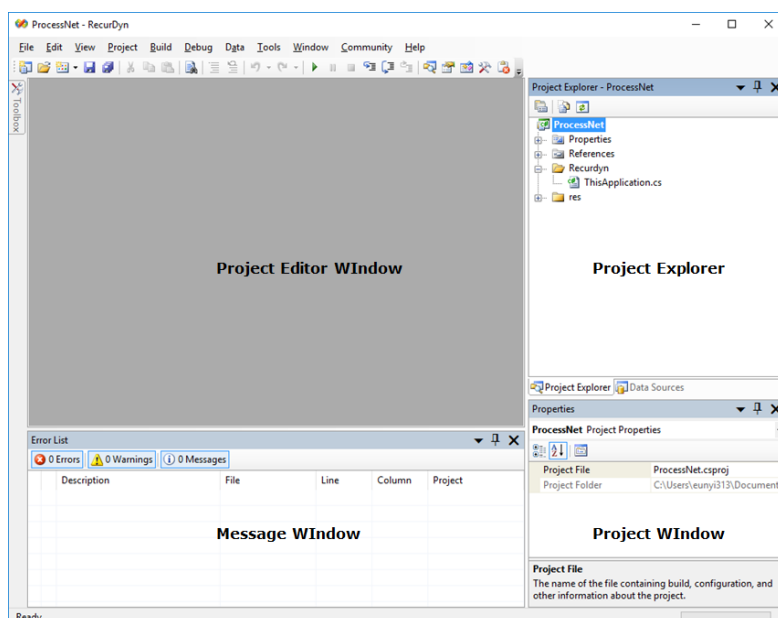 ProcessNet - RecurDyn
File Edit View Project Build Debug Data Tools Window Community Help
Toolbox
Project Editor WIndow
Project Explorer - ProcessNet
ProcessNet
Properties
References
Recurdyn
ThisApplication.cs
res
Project Explorer
Project Explorer Data Sources
Error List
0 Errors 0 Warnings 0 Messages
Description File Line Column Project
Message WIndow
Properties
ProcessNet Project Properties
Project File ProcessNet.csproj
Project Folder C:\Users\eunyi313\Document
Project WIndow
Project File
The name of the file containing build, configuration, and
other information about the project.
Ready